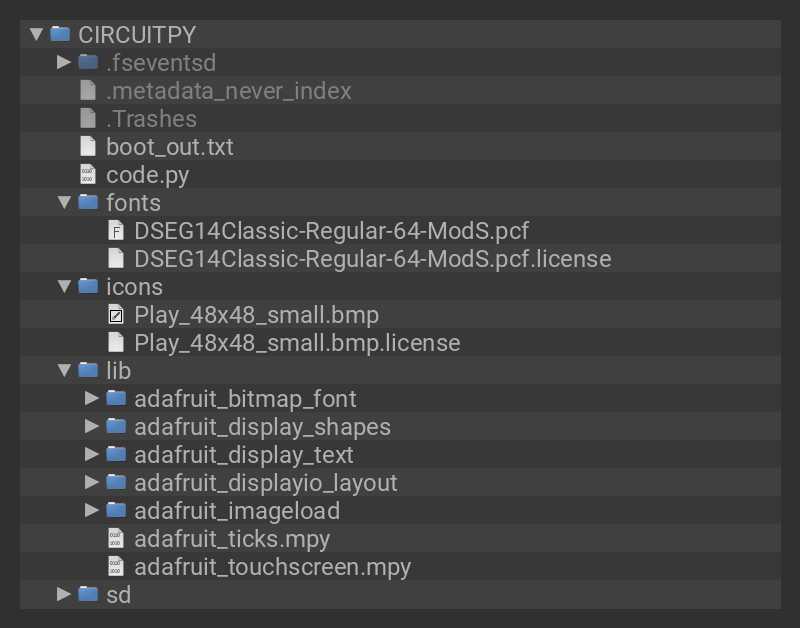 CIRCUITPY
.fseventsd
.metadata_never_index
.Trashes
boot_out.txt
code.py
fonts
DSEG14Classic-Regular-64-ModS.pcf
DSEG14Classic-Regular-64-ModS.pcf.license
icons
Play_48x48_small.bmp
Play_48x48_small.bmp.license
lib
adafruit_bitmap_font
adafruit_display_shapes
adafruit_display_text
adafruit_displayio_layout
adafruit_imageload
adafruit_ticks.mpy
adafruit_touchscreen.mpy
sd